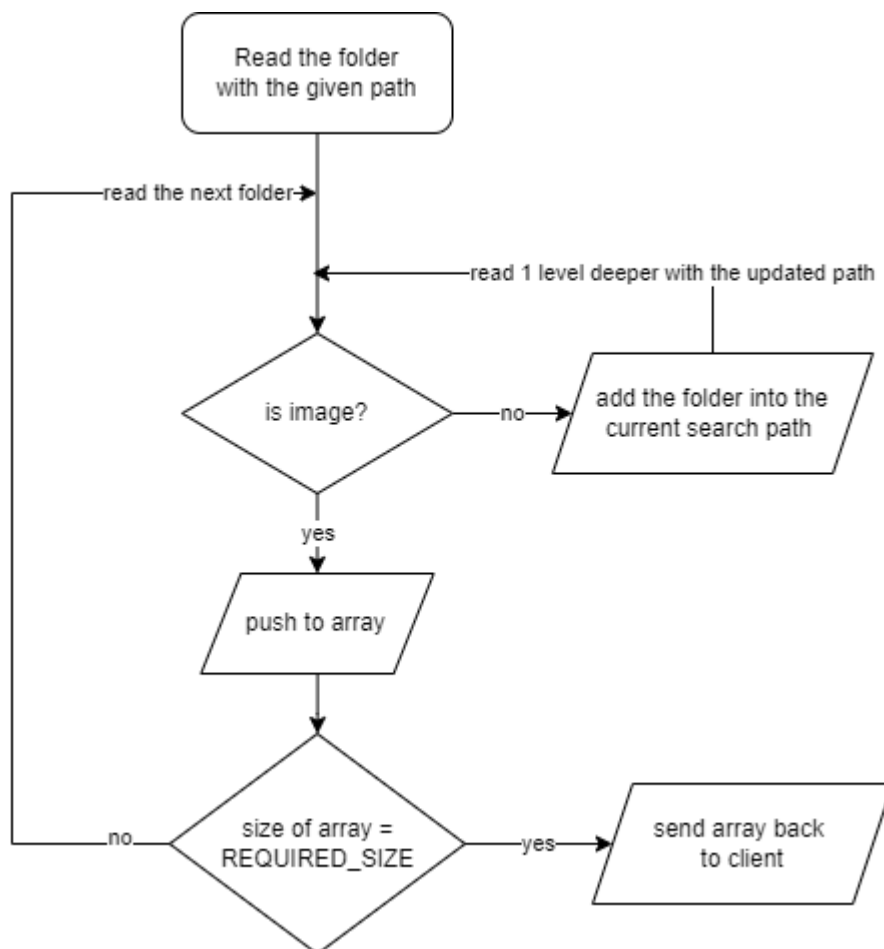 Read the folder
with the given path
read the next folder
read 1 level deeper with the updated path
is image?
no
add the folder into the
current search path
yes
push to array
no
size of array =
REQUIRED_SIZE
yes
send array back
to client